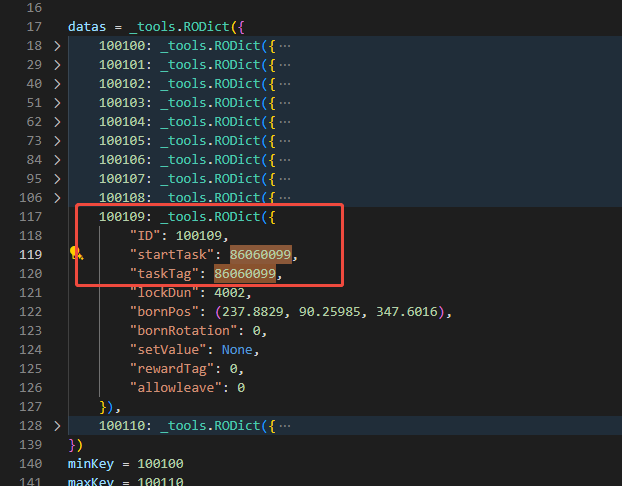 16
17 datas = _tools.RODict({
18 100100: _tools.RODict({ ···
29 100101: _tools.RODict({ ···
40 100102: _tools.RODict({ ···
51 100103: _tools.RODict({ ···
62 100104: _tools.RODict({ ···
73 100105: _tools.RODict({ ···
84 100106: _tools.RODict({ ···
95 100107: _tools.RODict({ ···
106 100108: _tools.RODict({ ···
117 100109: _tools.RODict({
118 "ID": 100109,
119 "startTask": 86060099,
120 "taskTag": 86060099,
121 "lockDun": 4002,
122 "bornPos": (237.8829, 90.25985, 347.6016),
123 "bornRotation": 0,
124 "setValue": None,
125 "rewardTag": 0,
126 "allowleave": 0
127 }),
128 100110: _tools.RODict({ ···
139 })
140 minKey = 100100
141 maxKey = 100110